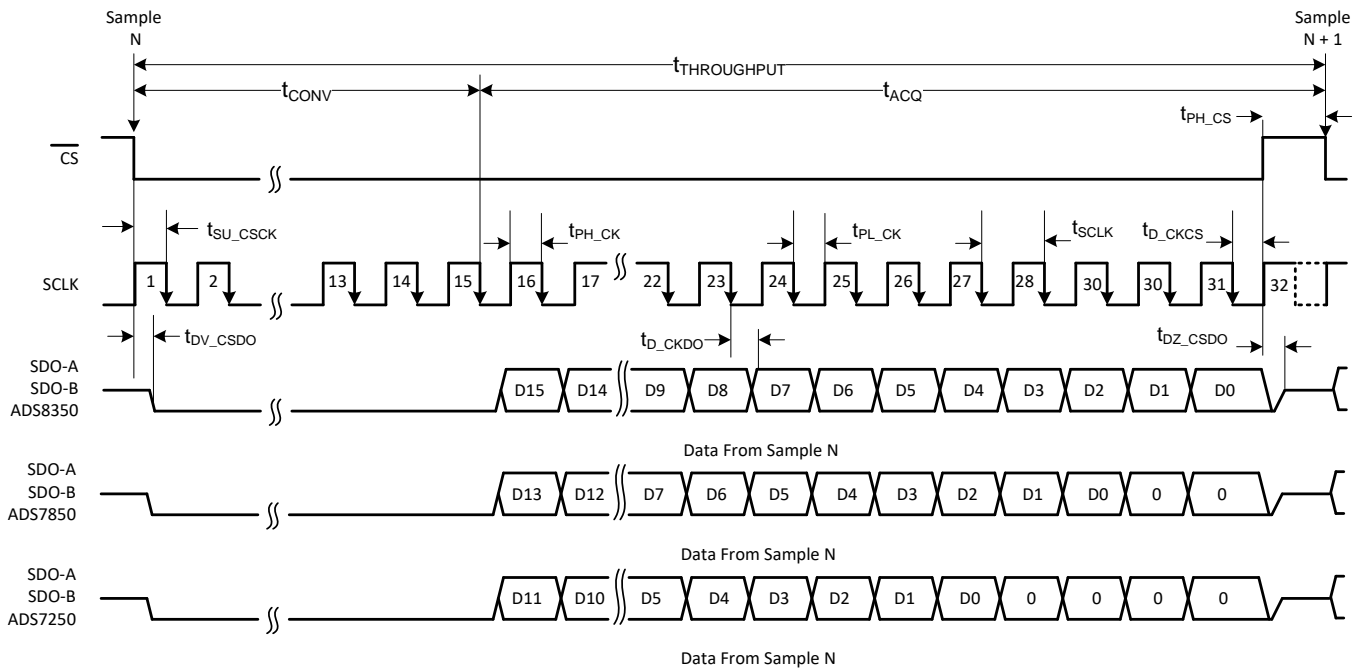 Sample
N
Sample
N + 1
tTHROUGHPUT
tCONV
tACQ
tPH_CS
CS
tSU_CSCK
tPH_CK
tPL_CK
tSCLK
tD_CKCS
SCLK
1 2 13 14 15 16 17 22 23 24 25 26 27 28 30 30 31 32
tDV_CSDO
tD_CKDO
tDZ_CSDO
SDO-A
SDO-B
ADS8350
D15 D14 D9 D8 D7 D6 D5 D4 D3 D2 D1 D0
Data From Sample N
SDO-A
SDO-B
ADS7850
D13 D12 D7 D6 D5 D4 D3 D2 D1 D0 0 0
Data From Sample N
SDO-A
SDO-B
ADS7250
D11 D10 D5 D4 D3 D2 D1 D0 0 0 0 0
Data From Sample N